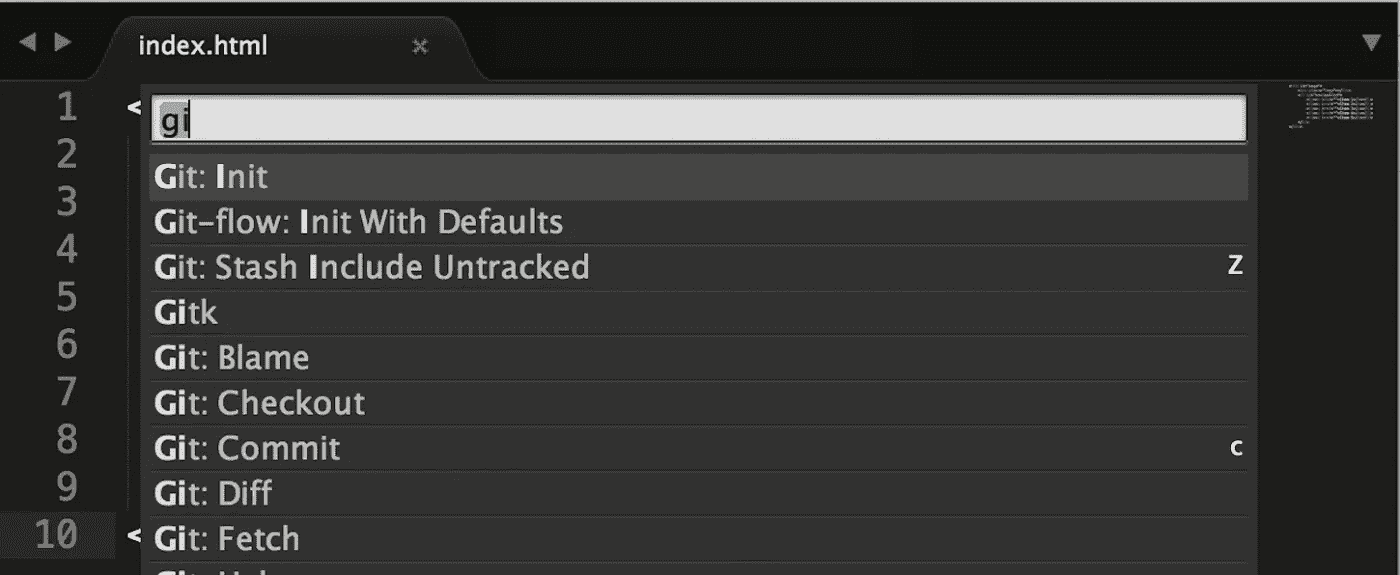 index.html
gi
1
2
3
4
5
6
7
8
9
10
<
<
Git: Init
Git-flow: Init With Defaults
Git: Stash Include Untracked Z
Gitk
Git: Blame
Git: Checkout
Git: Commit c
Git: Diff
Git: Fetch